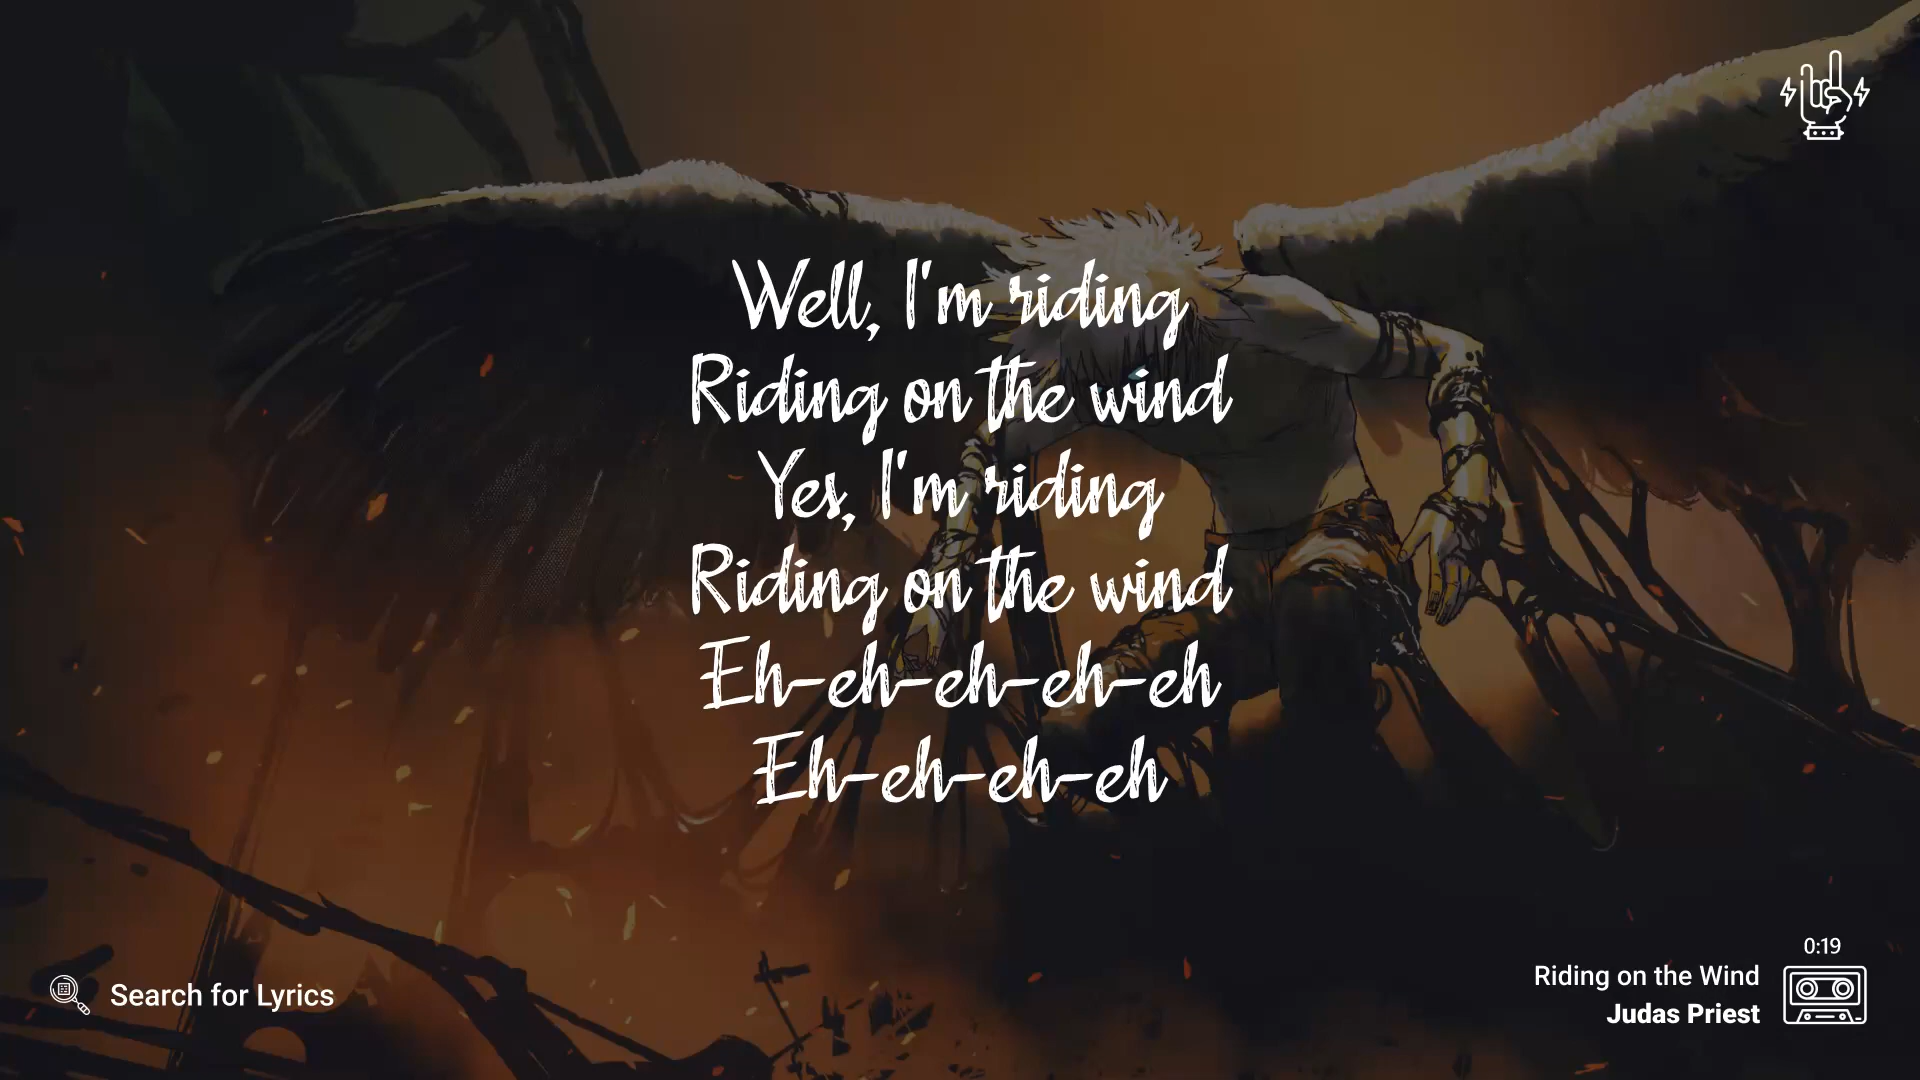 Well, I'm riding
Riding on the wind
Yes, I'm riding
Riding on the wind
Eh-eh-eh-eh-eh
Eh-eh-eh-eh
Search for Lyrics
0:19
Riding on the Wind
Judas Priest